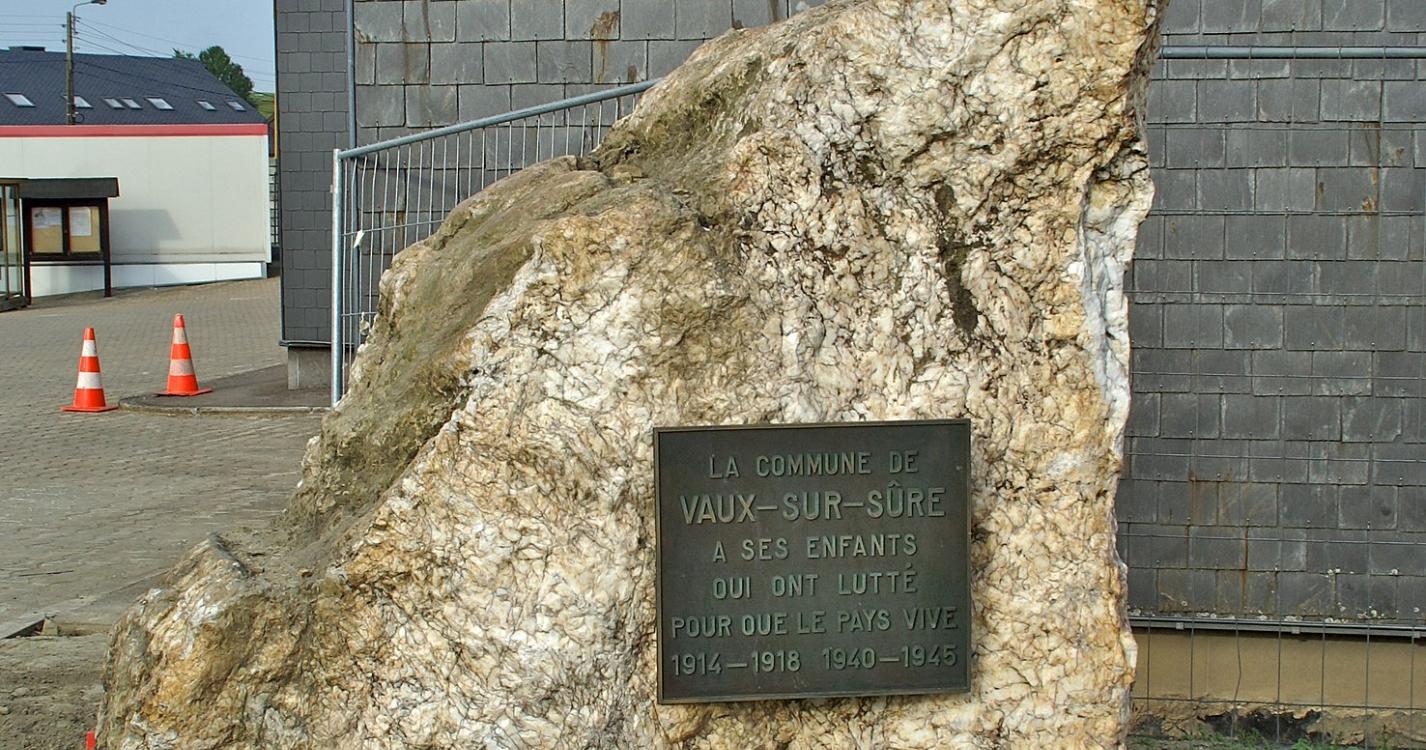 LA COMMUNE DE
VAUX-SUR-SÛRE
A SES ENFANTS
QUI ONT LUTTÉ
POUR QUE LE PAYS VIVE
1914-1918 1940-1945